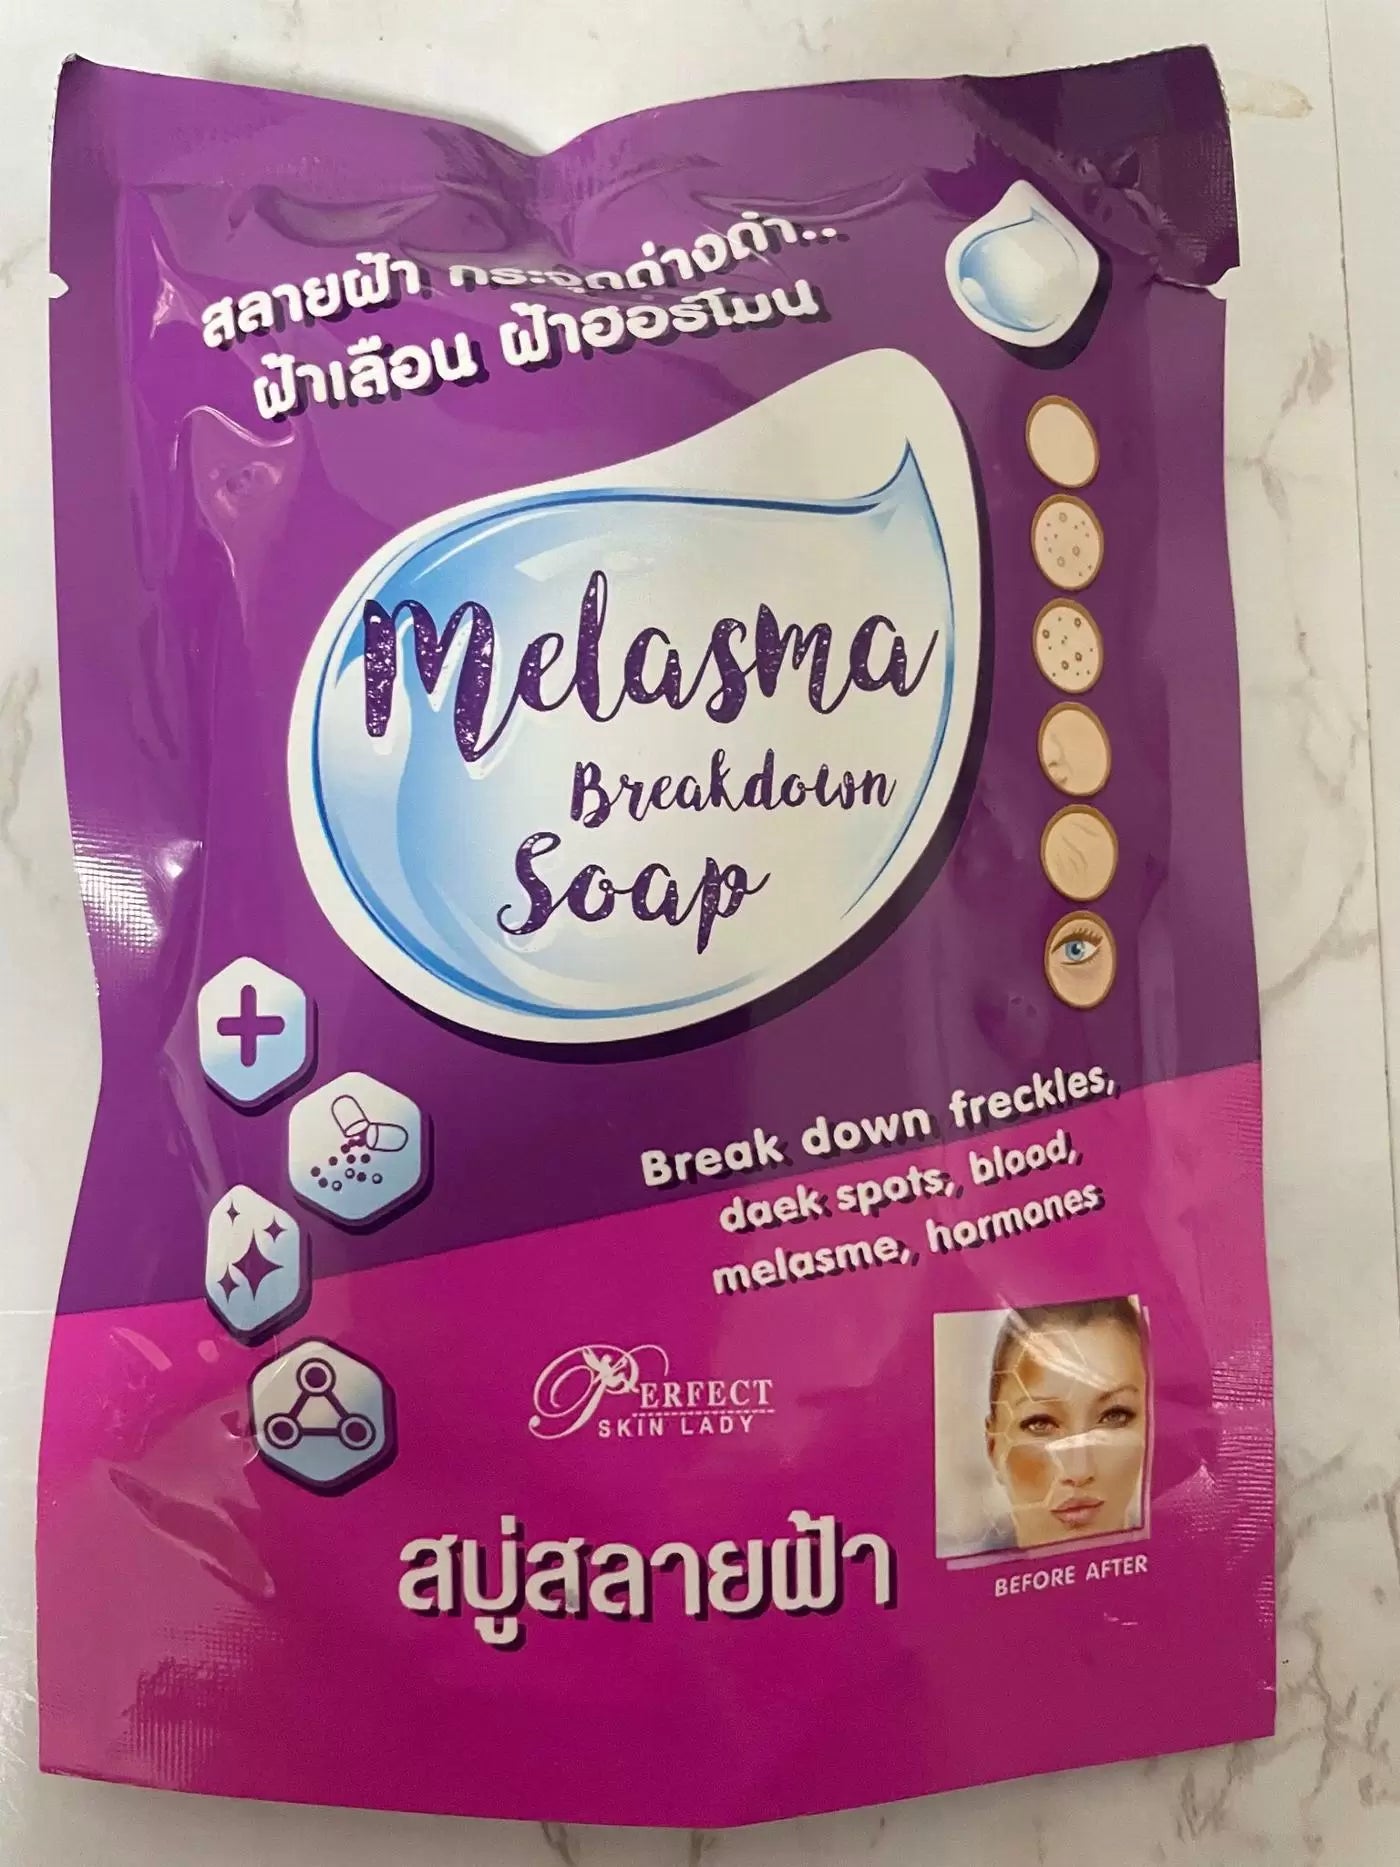 สลายฝ้า กระจุดด่างดำ..
ฝ้าเลือน ฝ้าฮอร์โมน
Melasma
Breakdown
Soap
Break down freckles,
daek spots, blood,
melasme, hormones
PERFECT
SKIN LADY
BEFORE AFTER
สบู่สลายฝ้า